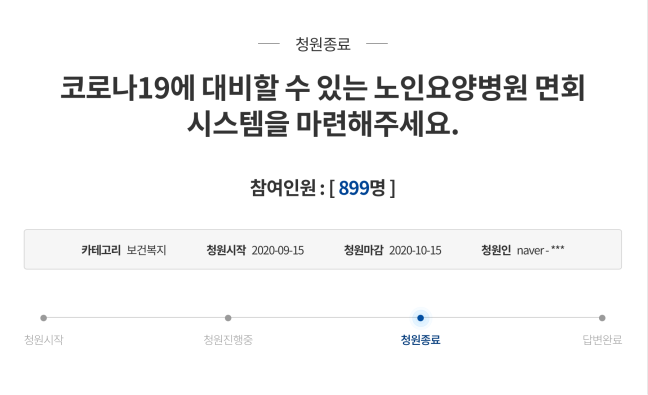 청원종료
코로나19에 대비할 수 있는 노인요양병원 면회
시스템을 마련해주세요.
참여인원 : [ 899명 ]
카테고리 보건복지 청원시작 2020-09-15 청원마감 2020-10-15 청원인 naver - ***
청원시작 청원진행중 청원종료 답변완료